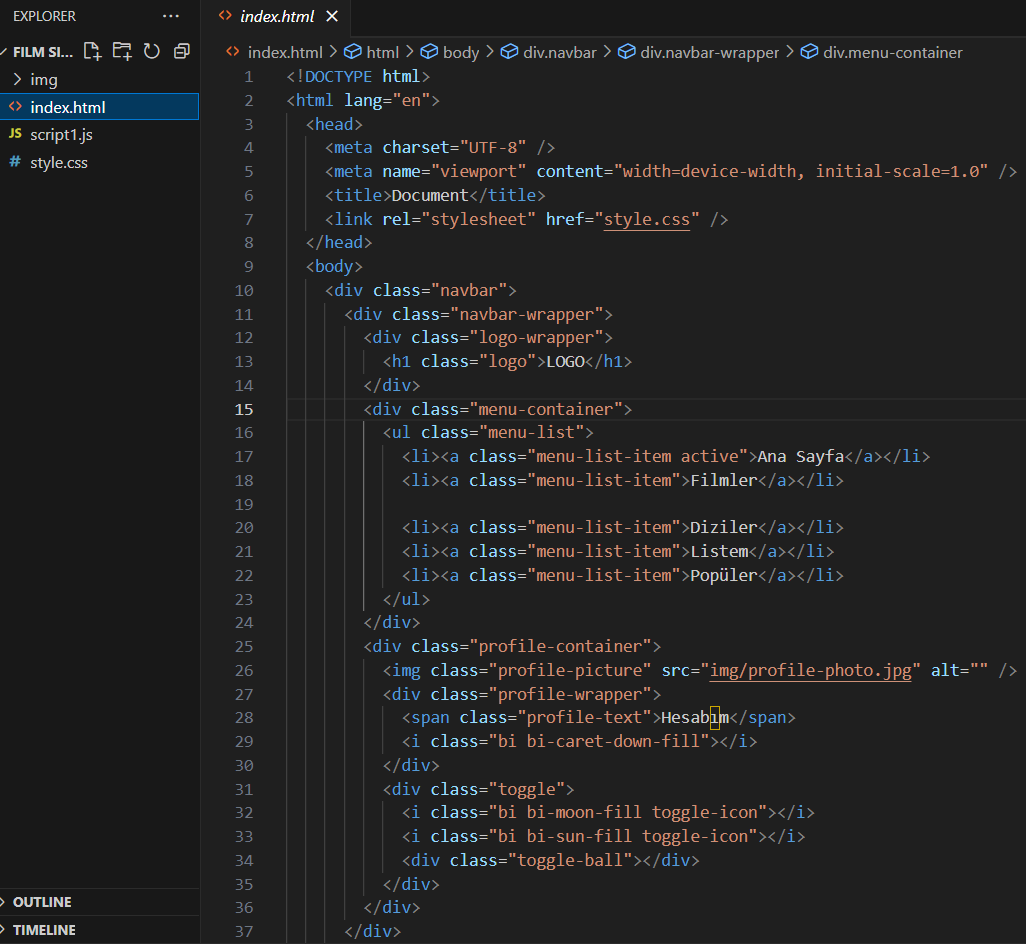 EXPLORER
FILM SI...
img
index.html
JS script1.js
# style.css
OUTLINE
TIMELINE
index.html
index.html > html > body > div.navbar > div.navbar-wrapper > div.menu-container
1 <!DOCTYPE html>
2 <html lang="en">
3 <head>
4 <meta charset="UTF-8" />
5 <meta name="viewport" content="width=device-width, initial-scale=1.0" />
6 <title>Document</title>
7 <link rel="stylesheet" href="style.css" />
8 </head>
9 <body>
10 <div class="navbar">
11 <div class="navbar-wrapper">
12 <div class="logo-wrapper">
13 <h1 class="logo">LOGO</h1>
14 </div>
15 <div class="menu-container">
16 <ul class="menu-list">
17 <li><a class="menu-list-item active">Ana Sayfa</a></li>
18 <li><a class="menu-list-item">Filmler</a></li>
19
20 <li><a class="menu-list-item">Diziler</a></li>
21 <li><a class="menu-list-item">Listem</a></li>
22 <li><a class="menu-list-item">Popüler</a></li>
23 </ul>
24 </div>
25 <div class="profile-container">
26 <img class="profile-picture" src="img/profile-photo.jpg" alt="" />
27 <div class="profile-wrapper">
28 <span class="profile-text">Hesabım</span>
29 <i class="bi bi-caret-down-fill"></i>
30 </div>
31 <div class="toggle">
32 <i class="bi bi-moon-fill toggle-icon"></i>
33 <i class="bi bi-sun-fill toggle-icon"></i>
34 <div class="toggle-ball"></div>
35 </div>
36 </div>
37 </div>